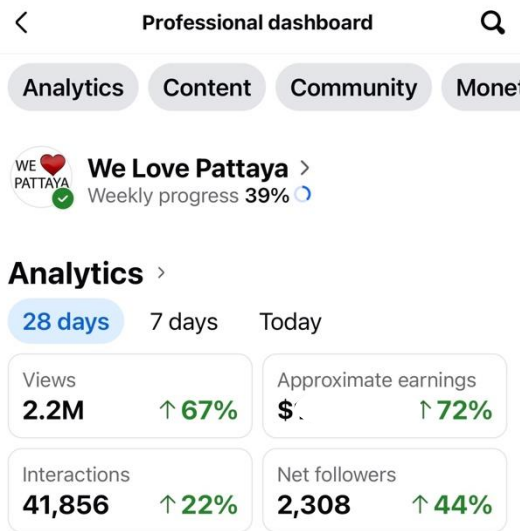 Professional dashboard
Analytics Content Community Monet
WE
PATTAYA
We Love Pattaya
Weekly progress 39%
Analytics
28 days 7 days Today
Views Approximate earnings
2.2M ↑ 67% $ ↑ 72%
Interactions Net followers
41,856 ↑ 22% 2,308 ↑ 44%